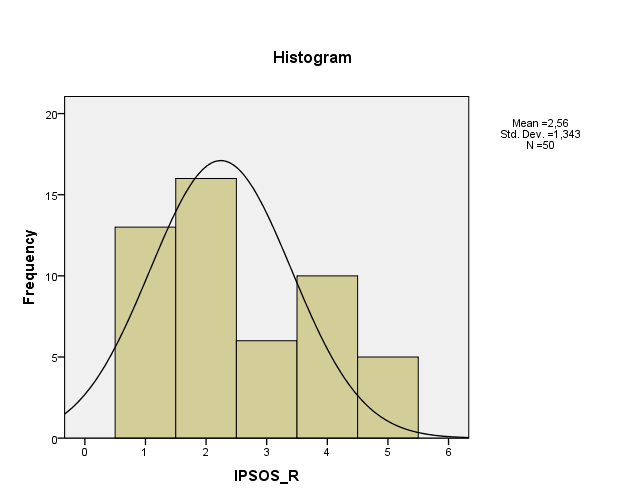 Histogram
Mean =2,56
Std. Dev. =1,343
N =50
20
15
10
5
0
Frequency
0 1 2 3 4 5 6
IPSOS_R